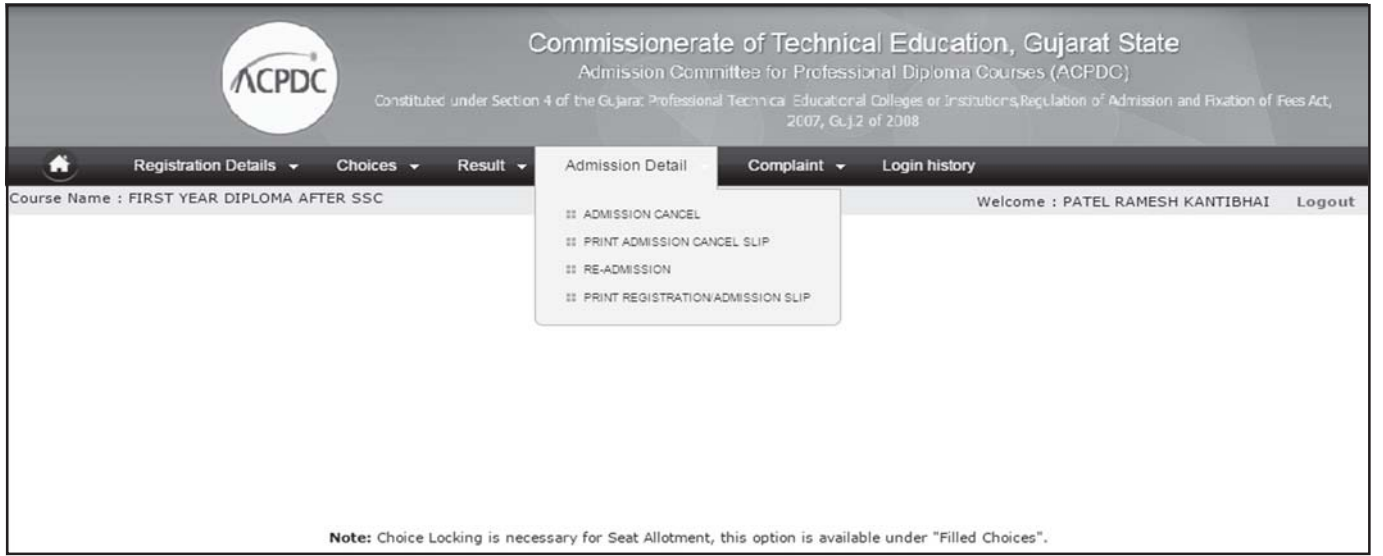 ACPDC
Commissionerate of Technical Education, Gujarat State
Admission Committee for Professional Diploma Courses (ACPDC)
Constituted under Section 4 of the Gujarat Professional Technical Educational Colleges or Institutions,Regulation of Admission and Fixation of Fees Act,
2007, Guj.2 of 2008
Registration Details Choices Result Admission Detail Complaint Login history
Course Name : FIRST YEAR DIPLOMA AFTER SSC Welcome : PATEL RAMESH KANTIBHAI Logout
ADMISSION CANCEL
PRINT ADMISSION CANCEL SLIP
RE-ADMISSION
PRINT REGISTRATION/ADMISSION SLIP
Note: Choice Locking is necessary for Seat Allotment, this option is available under "Filled Choices".